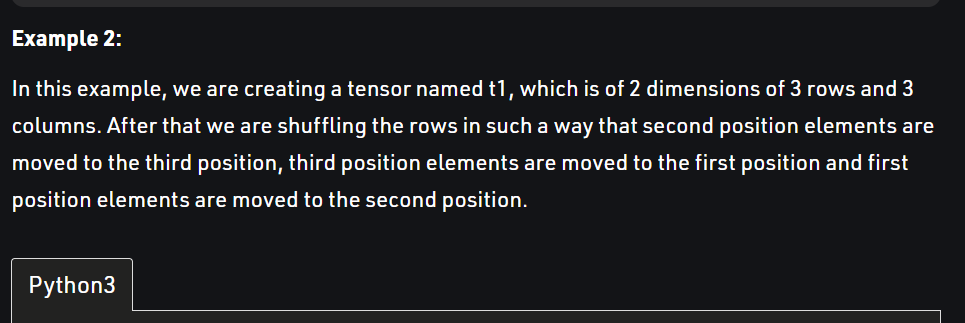 Example 2:
In this example, we are creating a tensor named t1, which is of 2 dimensions of 3 rows and 3
columns. After that we are shuffling the rows in such a way that second position elements are
moved to the third position, third position elements are moved to the first position and first
position elements are moved to the second position.
Python3